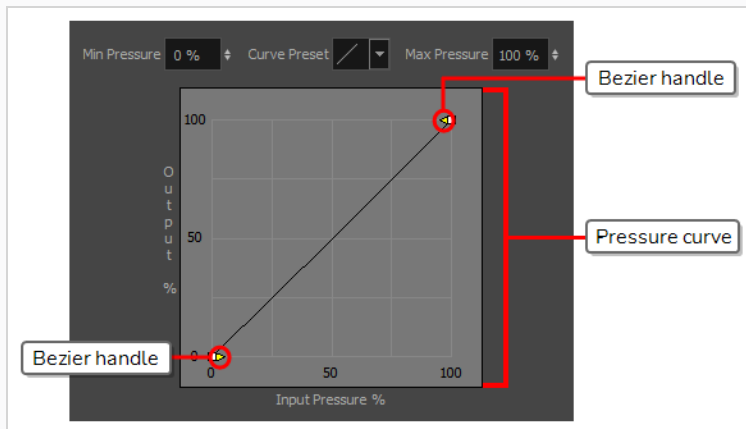 Min Pressure 0 % Curve Preset Max Pressure 100 %
Bezier handle
100
Output %
50
Pressure curve
Bezier handle
0
0 50 100
Input Pressure %